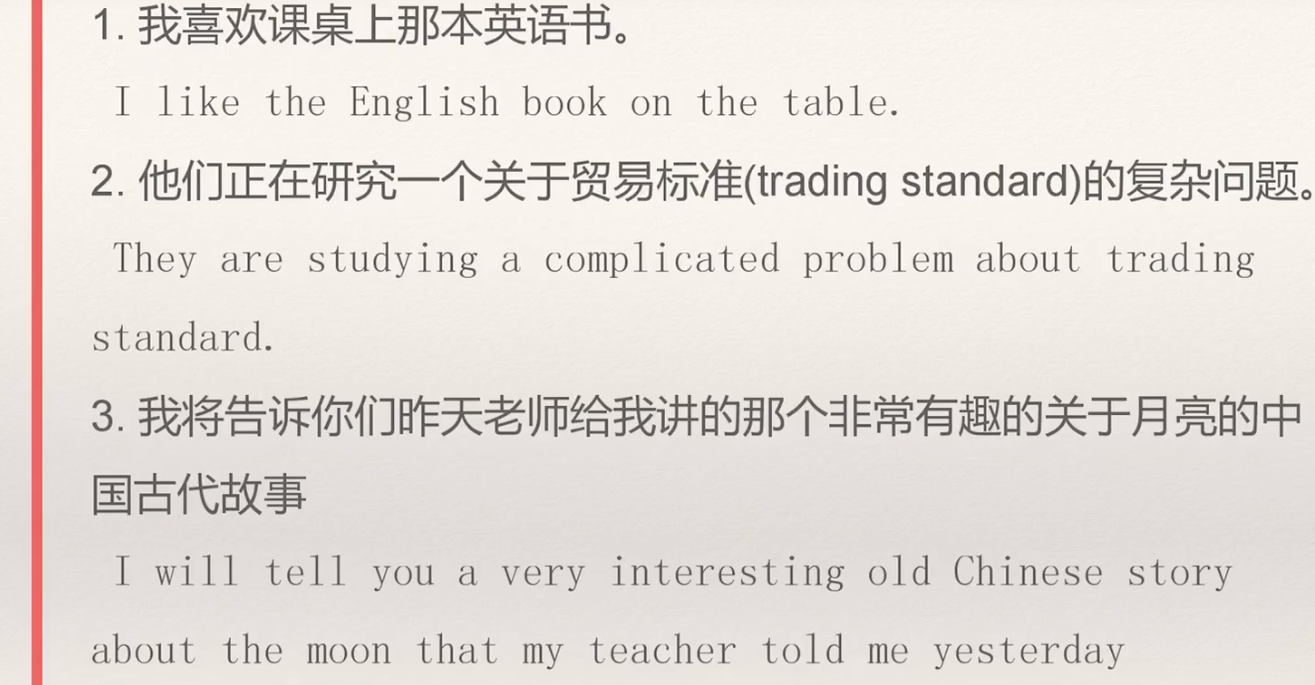 1. 我喜欢课桌上那本英语书。
I like the English book on the table.
2. 他们正在研究一个关于贸易标准(trading standard)的复杂问题。
They are studying a complicated problem about trading
standard.
3. 我将告诉你们昨天老师给我讲的那个非常有趣的关于月亮的中
国古代故事
I will tell you a very interesting old Chinese story
about the moon that my teacher told me yesterday